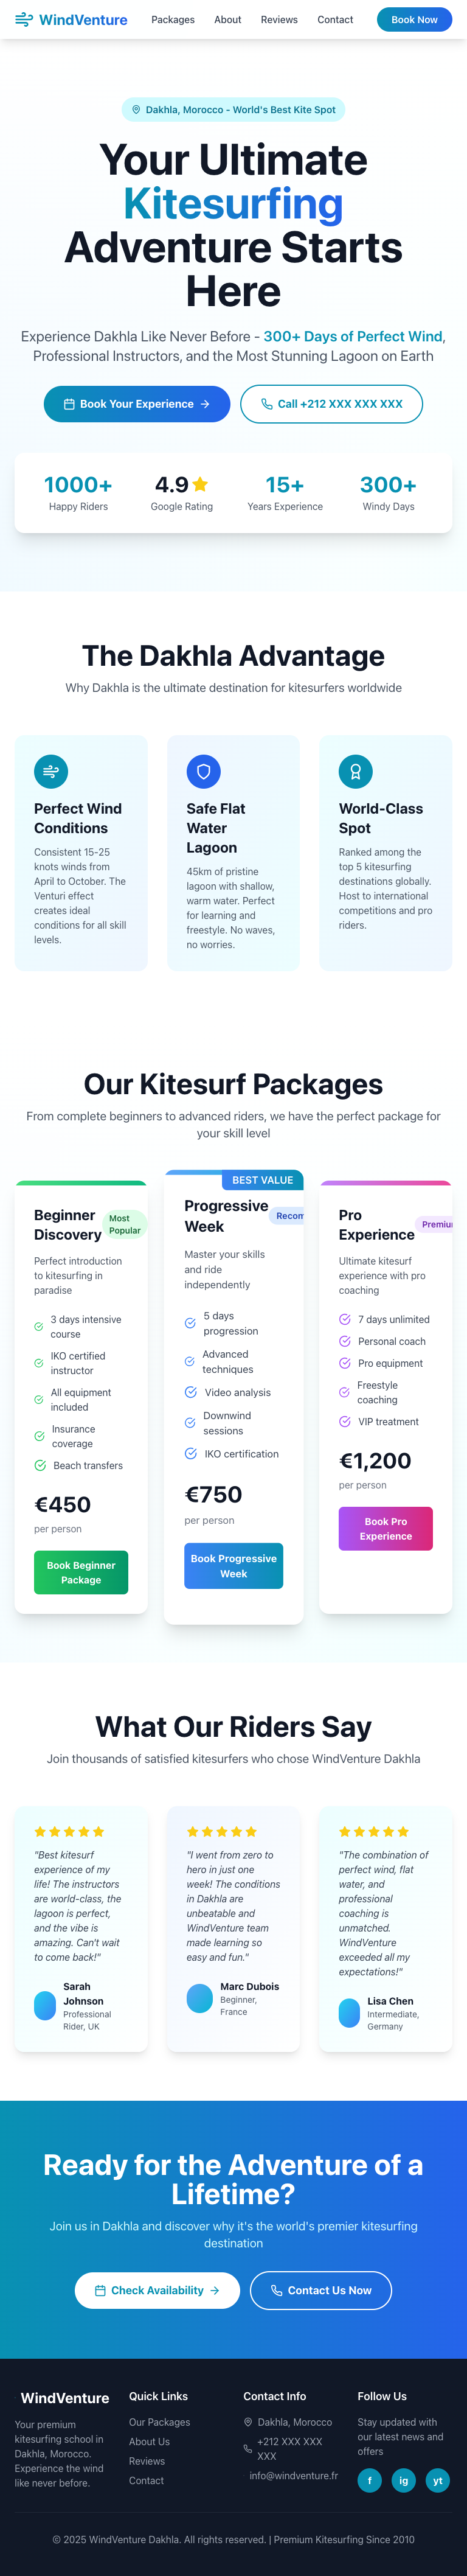 WindVenture
Packages
About
Reviews
Contact
Book Now
Dakhla, Morocco - World's Best Kite Spot
Your Ultimate
Kitesurfing
Adventure Starts
Here
Experience Dakhla Like Never Before - 300+ Days of Perfect Wind,
Professional Instructors, and the Most Stunning Lagoon on Earth
Book Your Experience
Call +212 XXX XXX XXX
1000+
Happy Riders
4.9
Google Rating
15+
Years Experience
300+
Windy Days
The Dakhla Advantage
Why Dakhla is the ultimate destination for kitesurfers worldwide
Perfect Wind
Conditions
Consistent 15-25
knots winds from
April to October. The
Venturi effect
creates ideal
conditions for all skill
levels.
Safe Flat
Water
Lagoon
45km of pristine
lagoon with shallow,
warm water. Perfect
for learning and
freestyle. No waves,
no worries.
World-Class
Spot
Ranked among the
top 5 kitesurfing
destinations globally.
Host to international
competitions and pro
riders.
Our Kitesurf Packages
From complete beginners to advanced riders, we have the perfect package for
your skill level
Beginner
Discovery
Most
Popular
Perfect introduction
to kitesurfing in
paradise
3 days intensive
course
IKO certified
instructor
All equipment
included
Insurance
coverage
Beach transfers
€450
per person
Book Beginner
Package
BEST VALUE
Progressive
Week
Recom
Master your skills
and ride
independently
5 days
progression
Advanced
techniques
Video analysis
Downwind
sessions
IKO certification
€750
per person
Book Progressive
Week
Pro
Experience
Premiu
Ultimate kitesurf
experience with pro
coaching
7 days unlimited
Personal coach
Pro equipment
Freestyle
coaching
VIP treatment
€1,200
per person
Book Pro
Experience
What Our Riders Say
Join thousands of satisfied kitesurfers who chose WindVenture Dakhla
"Best kitesurf
experience of my
life! The instructors
are world-class, the
lagoon is perfect,
and the vibe is
amazing. Can't wait
to come back!"
Sarah
Johnson
Professional
Rider, UK
"I went from zero to
hero in just one
week! The conditions
in Dakhla are
unbeatable and
WindVenture team
made learning so
easy and fun."
Marc Dubois
Beginner,
France
"The combination of
perfect wind, flat
water, and
professional
coaching is
unmatched.
WindVenture
exceeded all my
expectations!"
Lisa Chen
Intermediate,
Germany
Ready for the Adventure of a
Lifetime?
Join us in Dakhla and discover why it's the world's premier kitesurfing
destination
Check Availability
Contact Us Now
WindVenture
Your premium
kitesurfing school in
Dakhla, Morocco.
Experience the wind
like never before.
Quick Links
Our Packages
About Us
Reviews
Contact
Contact Info
Dakhla, Morocco
+212 XXX XXX
XXX
info@windventure.fr
Follow Us
Stay updated with
our latest news and
offers
f
ig
yt
© 2025 WindVenture Dakhla. All rights reserved. | Premium Kitesurfing Since 2010